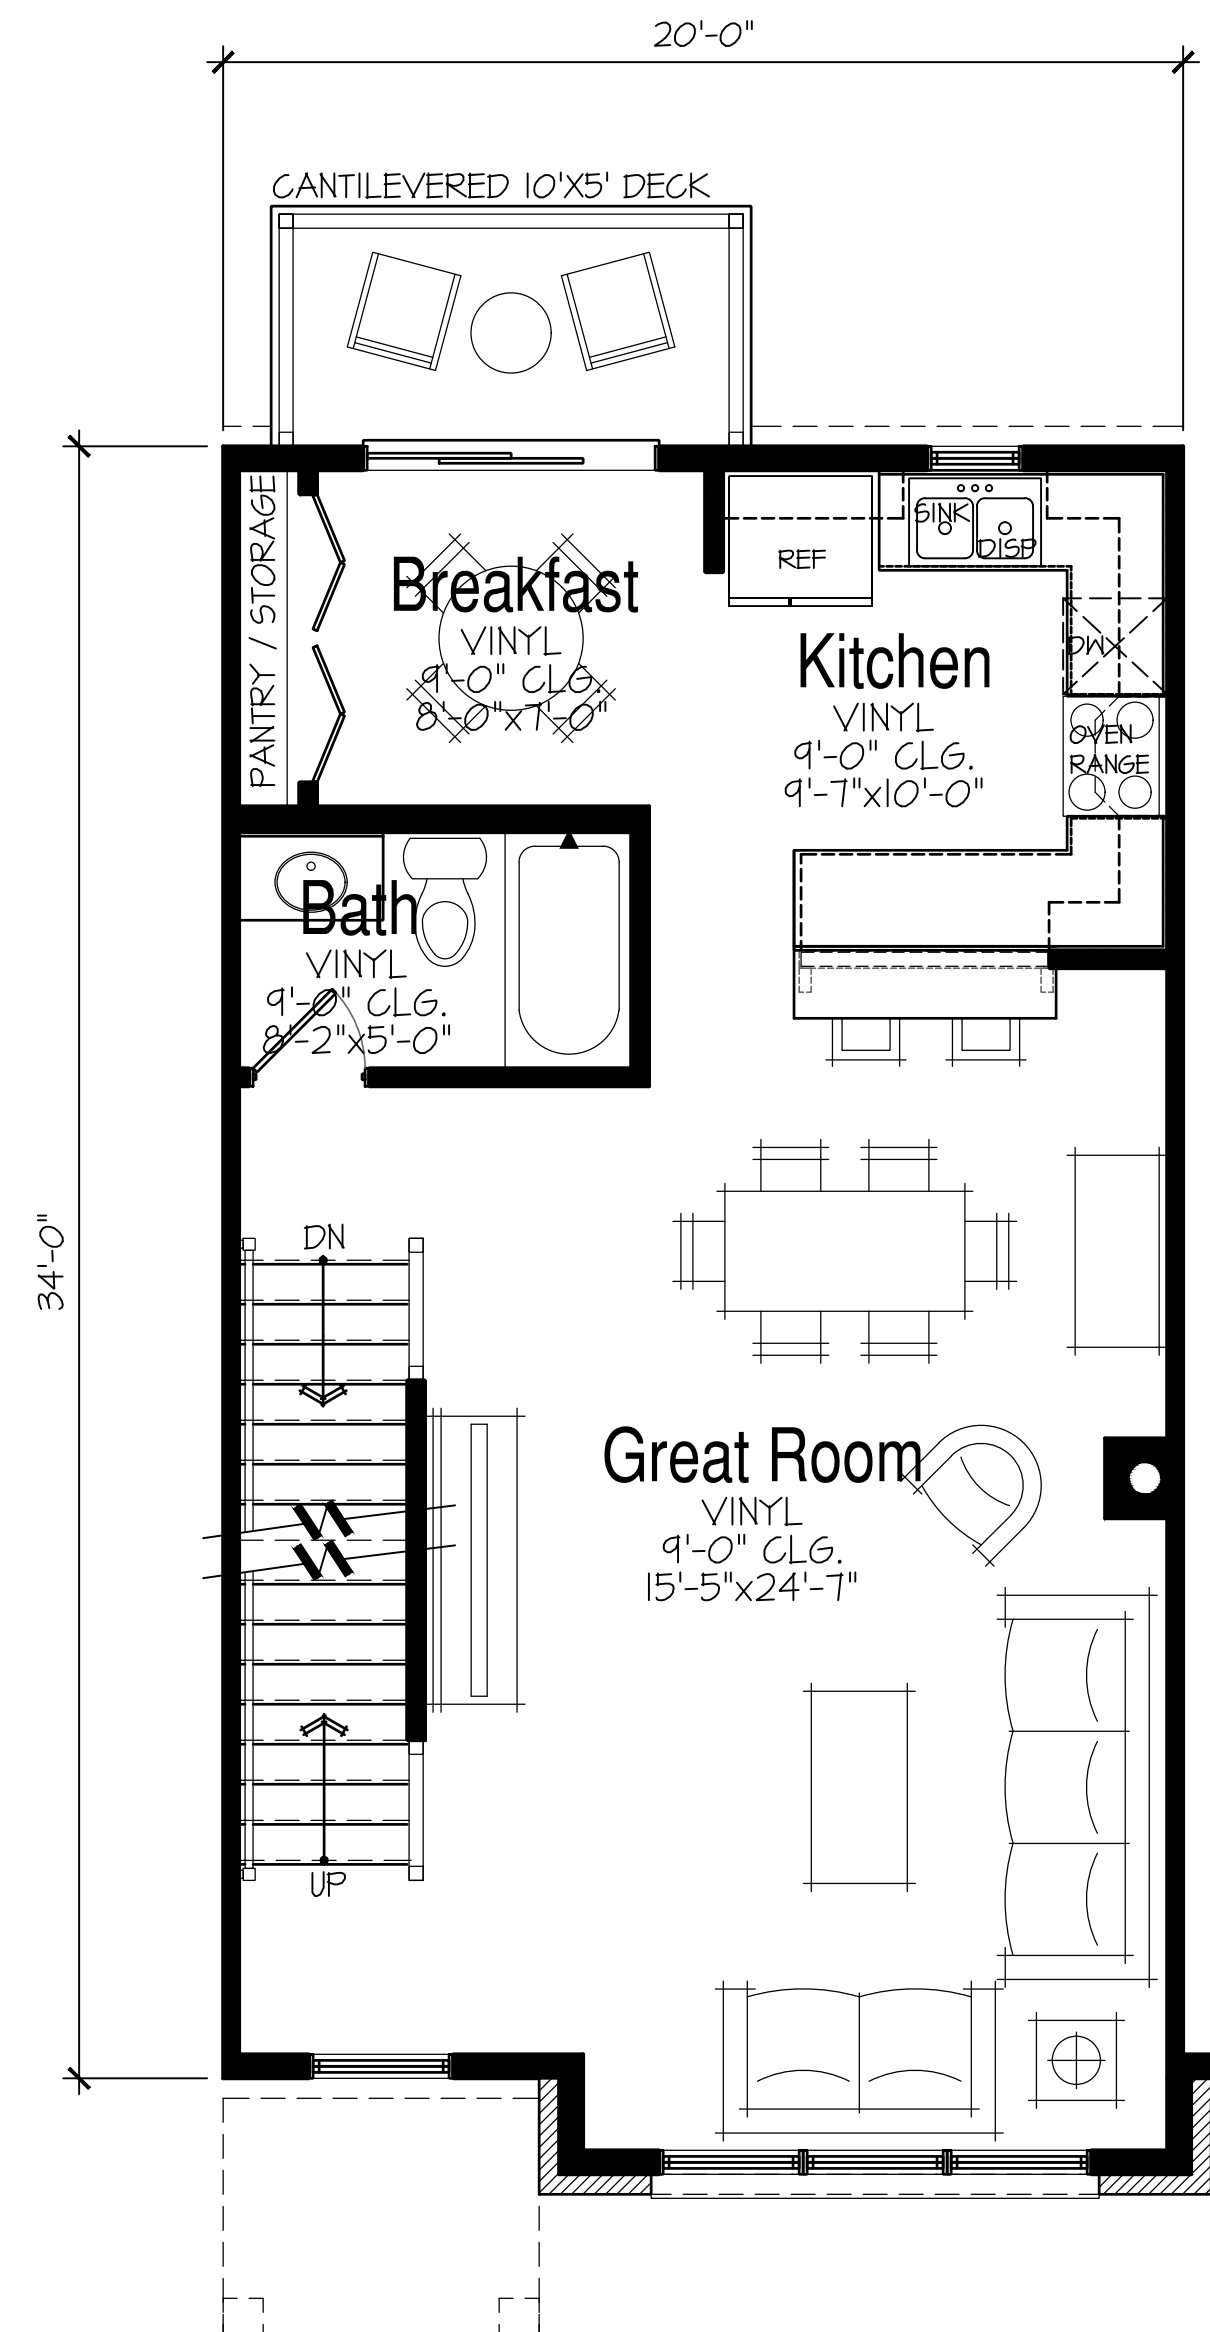 20'-0"
CANTILEVERED 10'X5' DECK
PANTRY / STORAGE
Breakfast
VINYL
9'-0" CLG.
8'-0"x7'-0"
SINK
DISP
REF
DW
Kitchen
VINYL
9'-0" CLG.
9'-7"x10'-0"
OVEN
RANGE
Bath
VINYL
9'-0" CLG.
8'-2"x5'-0"
34'-0"
DN
Great Room
VINYL
9'-0" CLG.
15'-5"x24'-7"
UP